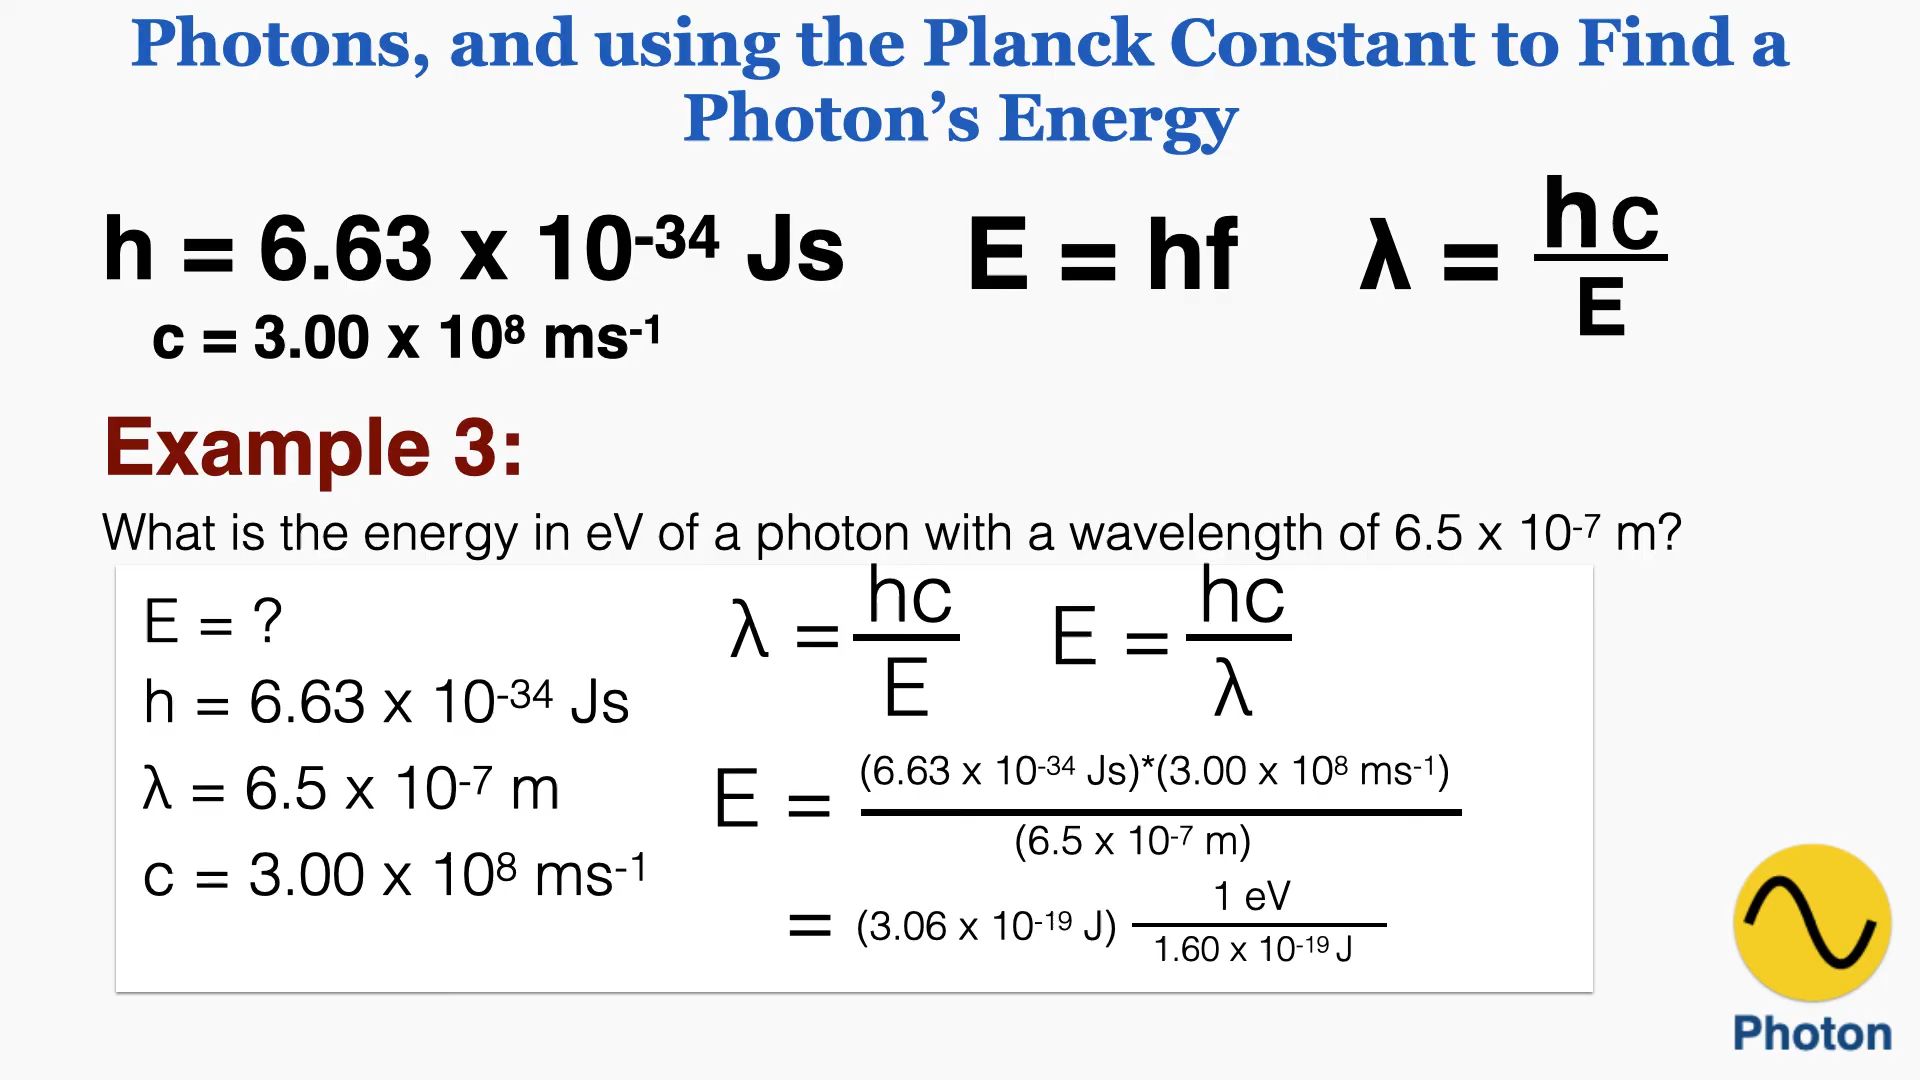 Photons, and using the Planck Constant to Find a
Photon’s Energy
h = 6.63 x 10⁻³⁴ Js
E = hf
λ = hc/E
c = 3.00 x 10⁸ ms⁻¹
Example 3:
What is the energy in eV of a photon with a wavelength of 6.5 x 10⁻⁷ m?
E = ?
h = 6.63 x 10⁻³⁴ Js
λ = 6.5 x 10⁻⁷ m
c = 3.00 x 10⁸ ms⁻¹
λ = hc/E
E = hc/λ
E = (6.63 x 10⁻³⁴ Js)*(3.00 x 10⁸ ms⁻¹)
(6.5 x 10⁻⁷ m)
= (3.06 x 10⁻¹⁹ J) 1 eV
1.60 x 10⁻¹⁹ J
Photon